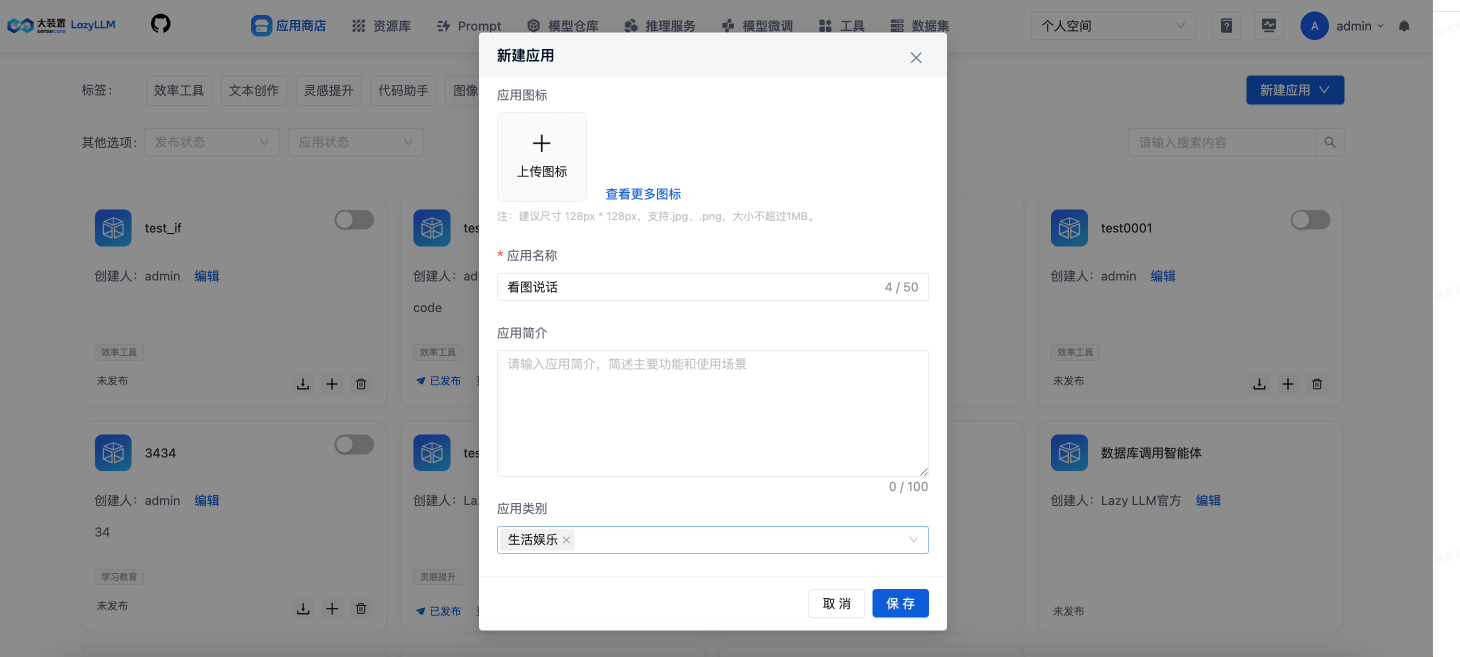 大装置 sensecore LazyLLM 应用商店 资源库 Prompt 模型仓库 推理服务 模型微调 工具 数据集 个人空间 A admin
新建应用
标签： 效率工具 文本创作 灵感提升 代码助手 图像 新建应用
其他选项： 发布状态 应用状态 请输入搜索内容
应用图标
上传图标
查看更多图标
注：建议尺寸 128px * 128px，支持.jpg、.png，大小不超过1MB。
* 应用名称
看图说话 4 / 50
应用简介
请输入应用简介，简述主要功能和使用场景
0 / 100
应用类别
生活娱乐
取 消 保 存
test_if
创建人：admin 编辑
效率工具
未发布
tes
创建人：ad
code
效率工具
已发布
test0001
创建人：admin 编辑
效率工具
未发布
3434
创建人：admin 编辑
34
学习教育
未发布
tes
创建人：La
灵感提升
已发布
数据库调用智能体
创建人：Lazy LLM官方 编辑
未发布